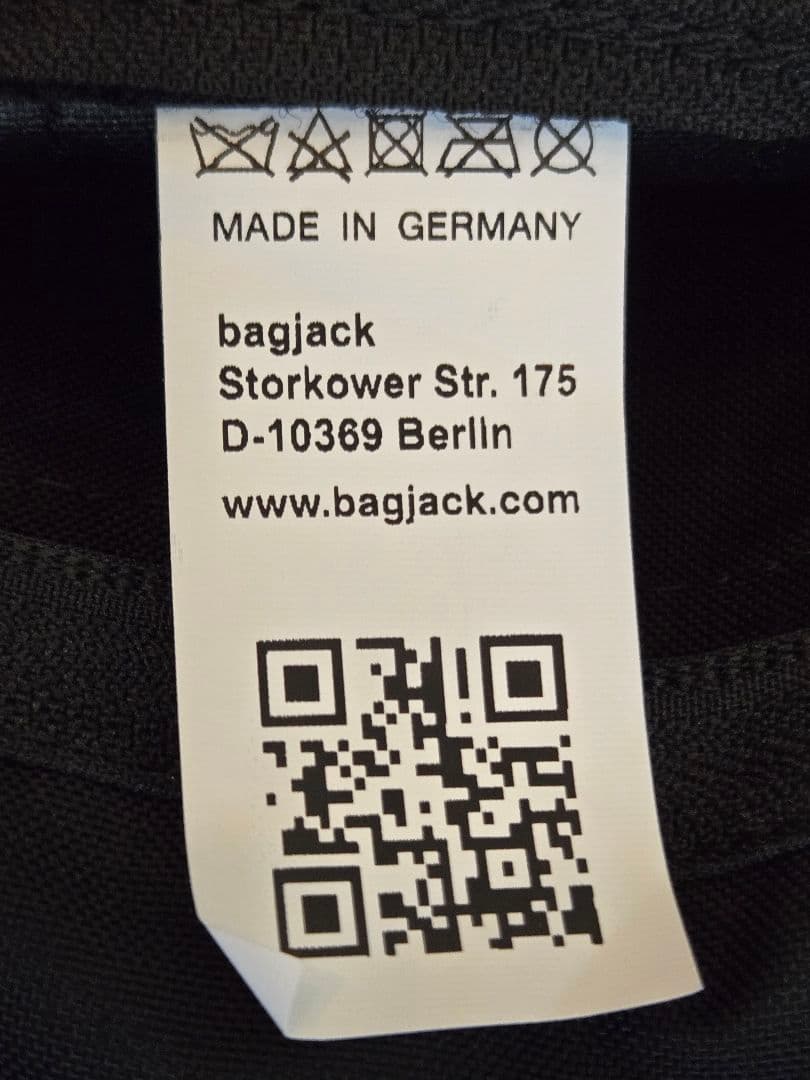 MADE IN GERMANY
bagjack
Storkower Str. 175
D-10369 Berlin
www.bagjack.com